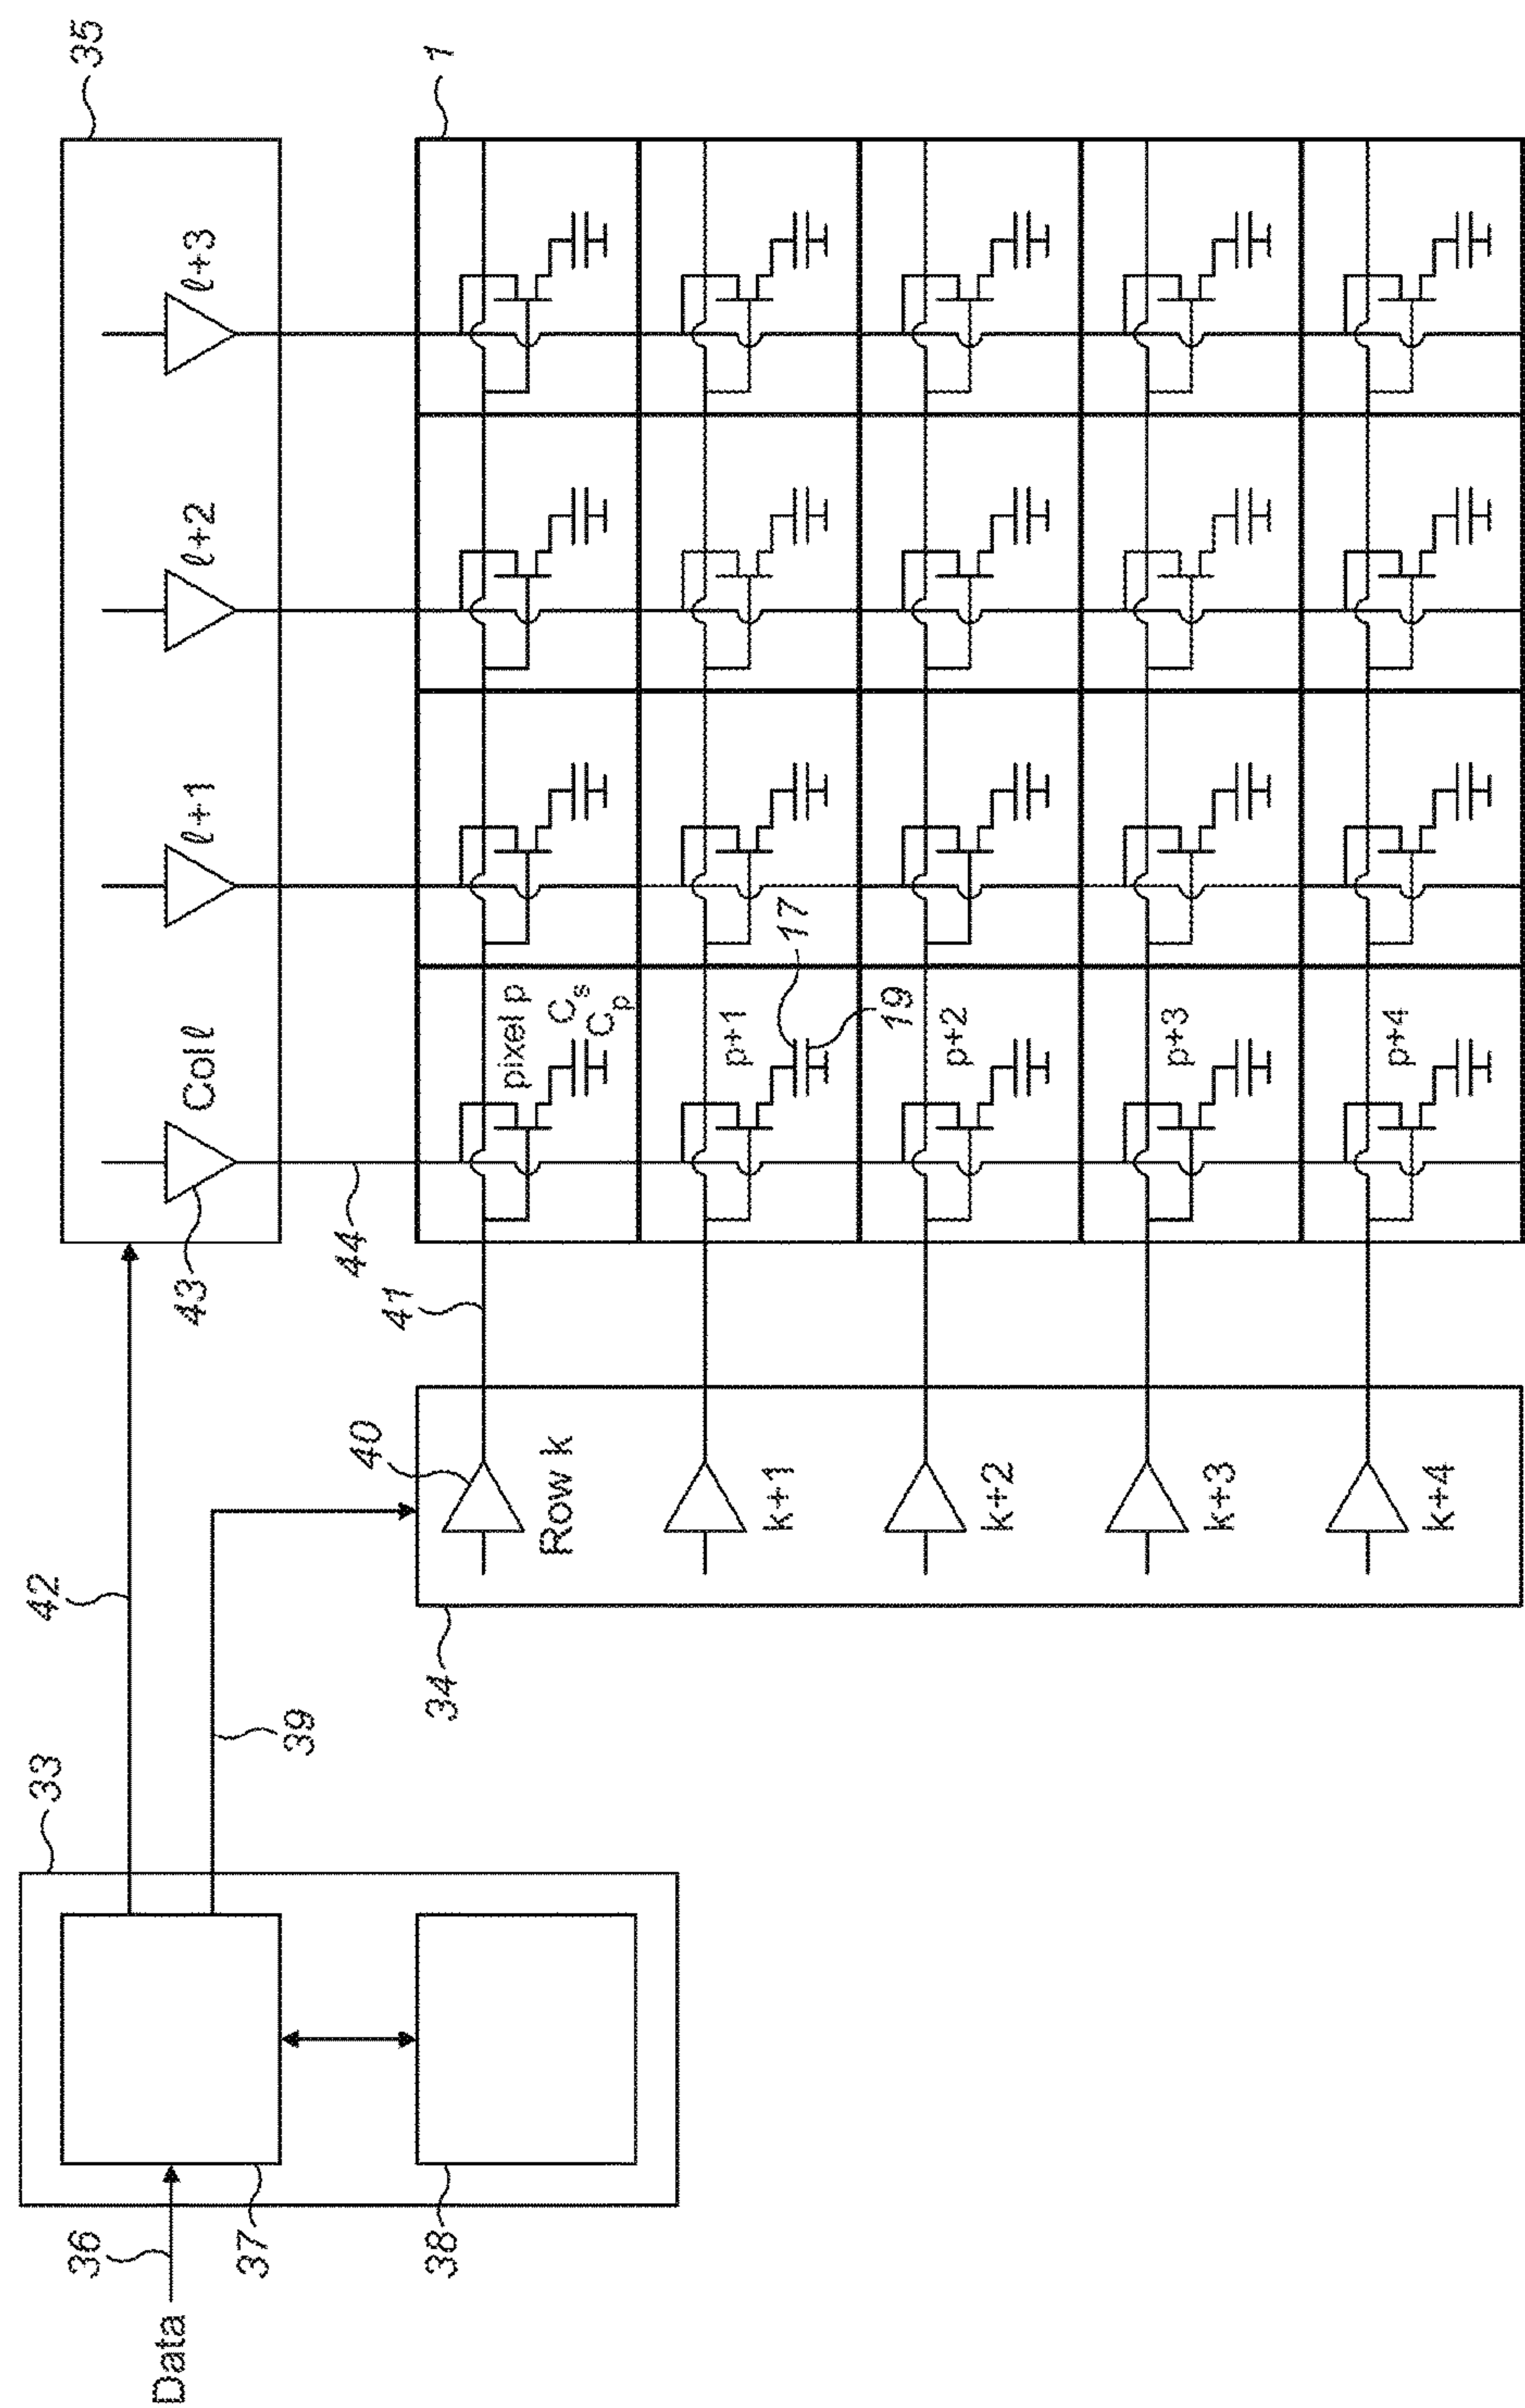 35
1
ℓ+3
ℓ+2
ℓ+1
Col ℓ
43
44
42
41
39
33
40
34
Row k
k+1
k+2
k+3
k+4
pixel p
Cs
Cp
p+1
17
19
p+2
p+3
p+4
36
37
38
Data